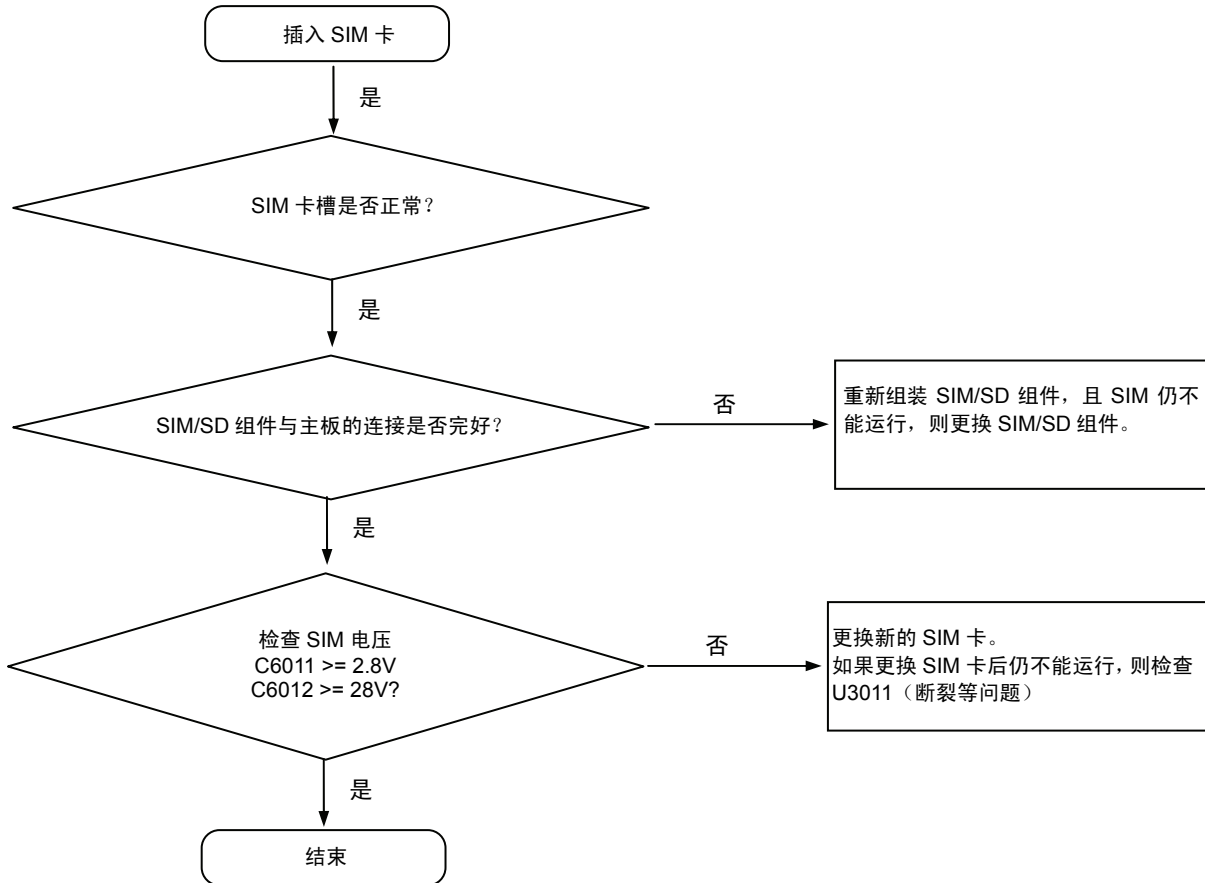 插入 SIM 卡
是
SIM 卡槽是否正常？
是
SIM/SD 组件与主板的连接是否完好？
否
重新组装 SIM/SD 组件，且 SIM 仍不
能运行，则更换 SIM/SD 组件。
是
检查 SIM 电压
C6011 >= 2.8V
C6012 >= 28V?
否
更换新的 SIM 卡。
如果更换 SIM 卡后仍不能运行，则检查
U3011（断裂等问题）
是
结束